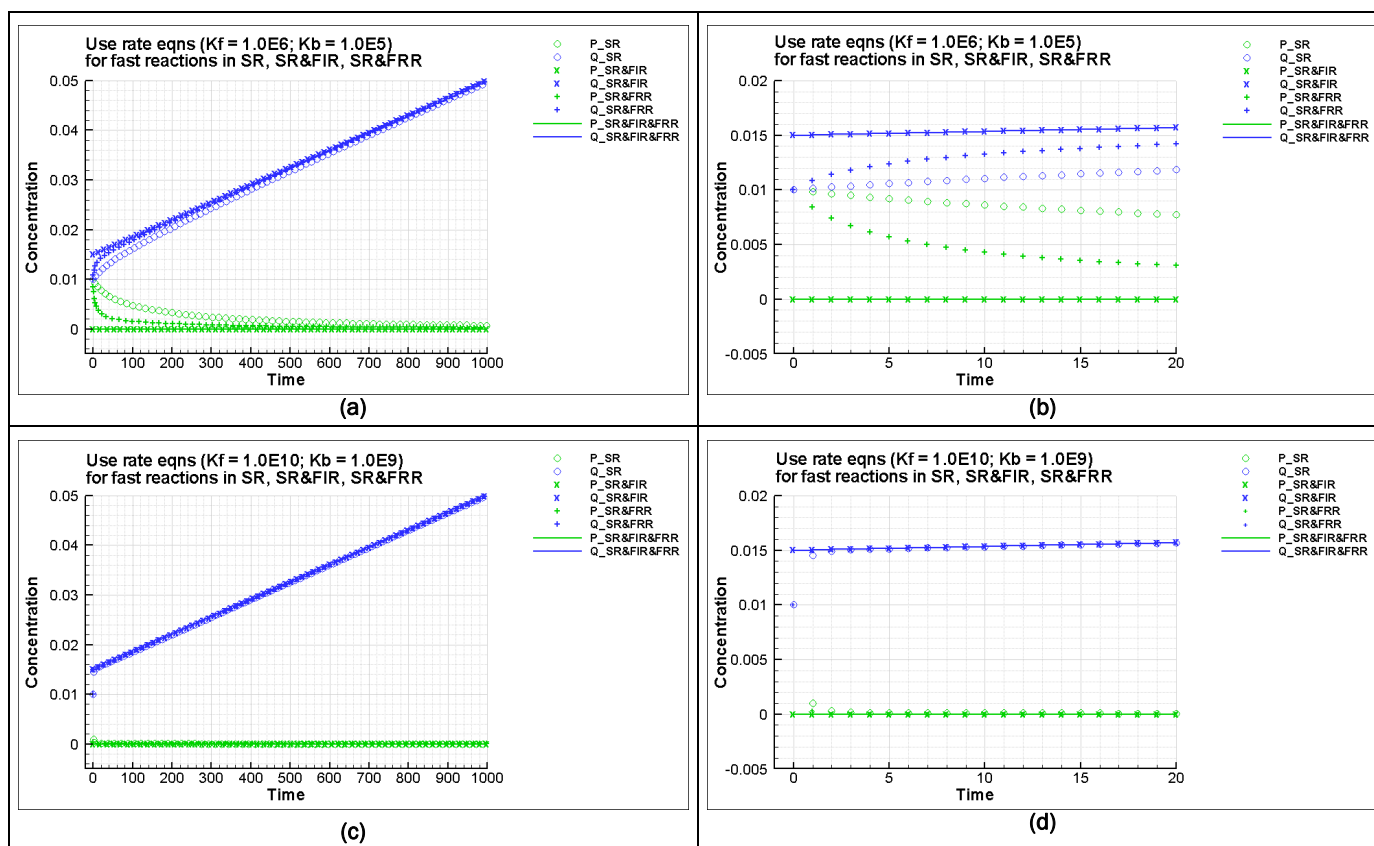 Use rate eqns (Kf = 1.0E6; Kb = 1.0E5)
for fast reactions in SR, SR&FIR, SR&FRR
P_SR
Q_SR
P_SR&FIR
Q_SR&FIR
P_SR&FRR
Q_SR&FRR
P_SR&FIR&FRR
Q_SR&FIR&FRR
0.05
0.04
0.03
0.02
0.01
0
Concentration
0 100 200 300 400 500 600 700 800 900 1000
Time
(a)
Use rate eqns (Kf = 1.0E6; Kb = 1.0E5)
for fast reactions in SR, SR&FIR, SR&FRR
P_SR
Q_SR
P_SR&FIR
Q_SR&FIR
P_SR&FRR
Q_SR&FRR
P_SR&FIR&FRR
Q_SR&FIR&FRR
0.02
0.015
0.01
0.005
0
-0.005
Concentration
0 5 10 15 20
Time
(b)
Use rate eqns (Kf = 1.0E10; Kb = 1.0E9)
for fast reactions in SR, SR&FIR, SR&FRR
P_SR
Q_SR
P_SR&FIR
Q_SR&FIR
P_SR&FRR
Q_SR&FRR
P_SR&FIR&FRR
Q_SR&FIR&FRR
0.05
0.04
0.03
0.02
0.01
0
Concentration
0 100 200 300 400 500 600 700 800 900 1000
Time
(c)
Use rate eqns (Kf = 1.0E10; Kb = 1.0E9)
for fast reactions in SR, SR&FIR, SR&FRR
P_SR
Q_SR
P_SR&FIR
Q_SR&FIR
P_SR&FRR
Q_SR&FRR
P_SR&FIR&FRR
Q_SR&FIR&FRR
0.02
0.015
0.01
0.005
0
-0.005
Concentration
0 5 10 15 20
Time
(d)